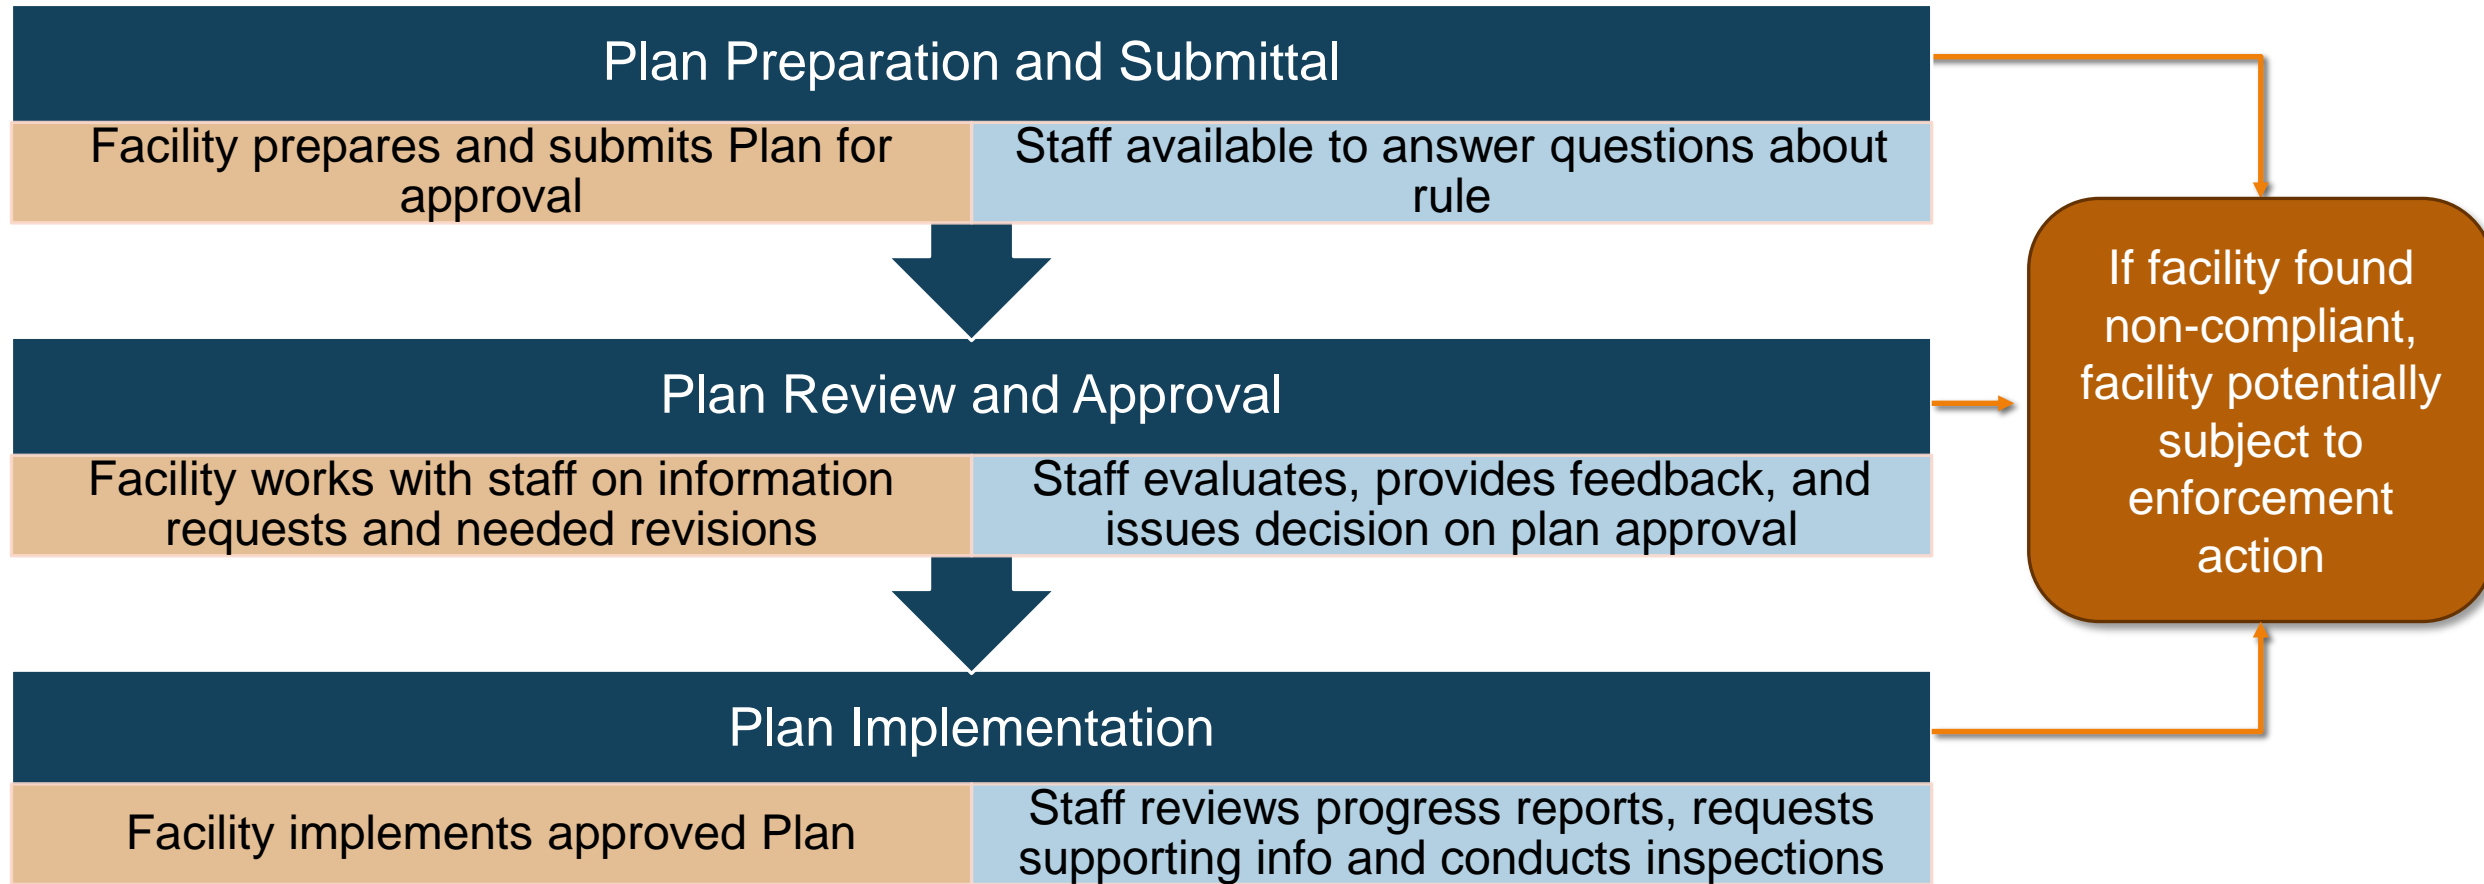 Plan Preparation and Submittal
Facility prepares and submits Plan for
approval
Staff available to answer questions about
rule
Plan Review and Approval
Facility works with staff on information
requests and needed revisions
Staff evaluates, provides feedback, and
issues decision on plan approval
Plan Implementation
Facility implements approved Plan
Staff reviews progress reports, requests
supporting info and conducts inspections
If facility found
non-compliant,
facility potentially
subject to
enforcement
action